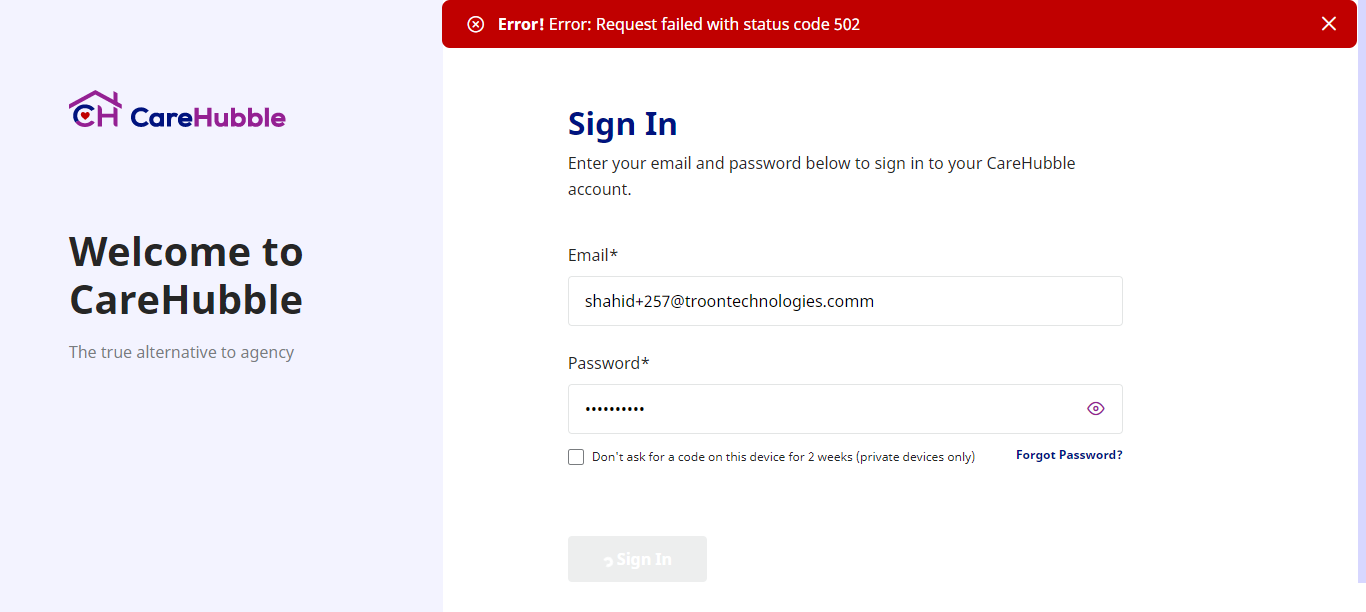 Error! Error: Request failed with status code 502
CH CareHubble
Welcome to
CareHubble
The true alternative to agency
Sign In
Enter your email and password below to sign in to your CareHubble
account.
Email*
shahid+257@troontechnologies.comm
Password*
••••••••••
Don't ask for a code on this device for 2 weeks (private devices only)
Forgot Password?
Sign In